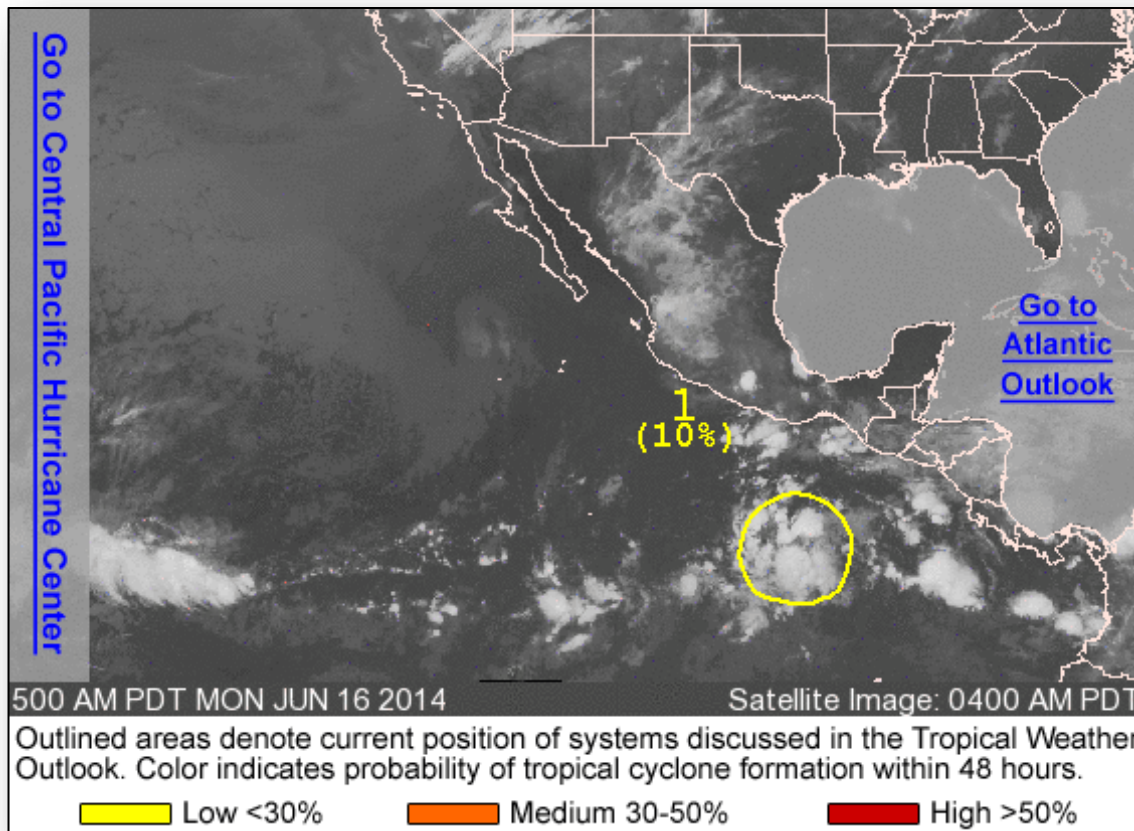 Go to Central Pacific Hurricane Center
Go to
Atlantic
Outlook
1
(10%)
500 AM PDT MON JUN 16 2014
Satellite Image: 0400 AM PDT
Outlined areas denote current position of systems discussed in the Tropical Weather
Outlook. Color indicates probability of tropical cyclone formation within 48 hours.
Low <30%
Medium 30-50%
High >50%